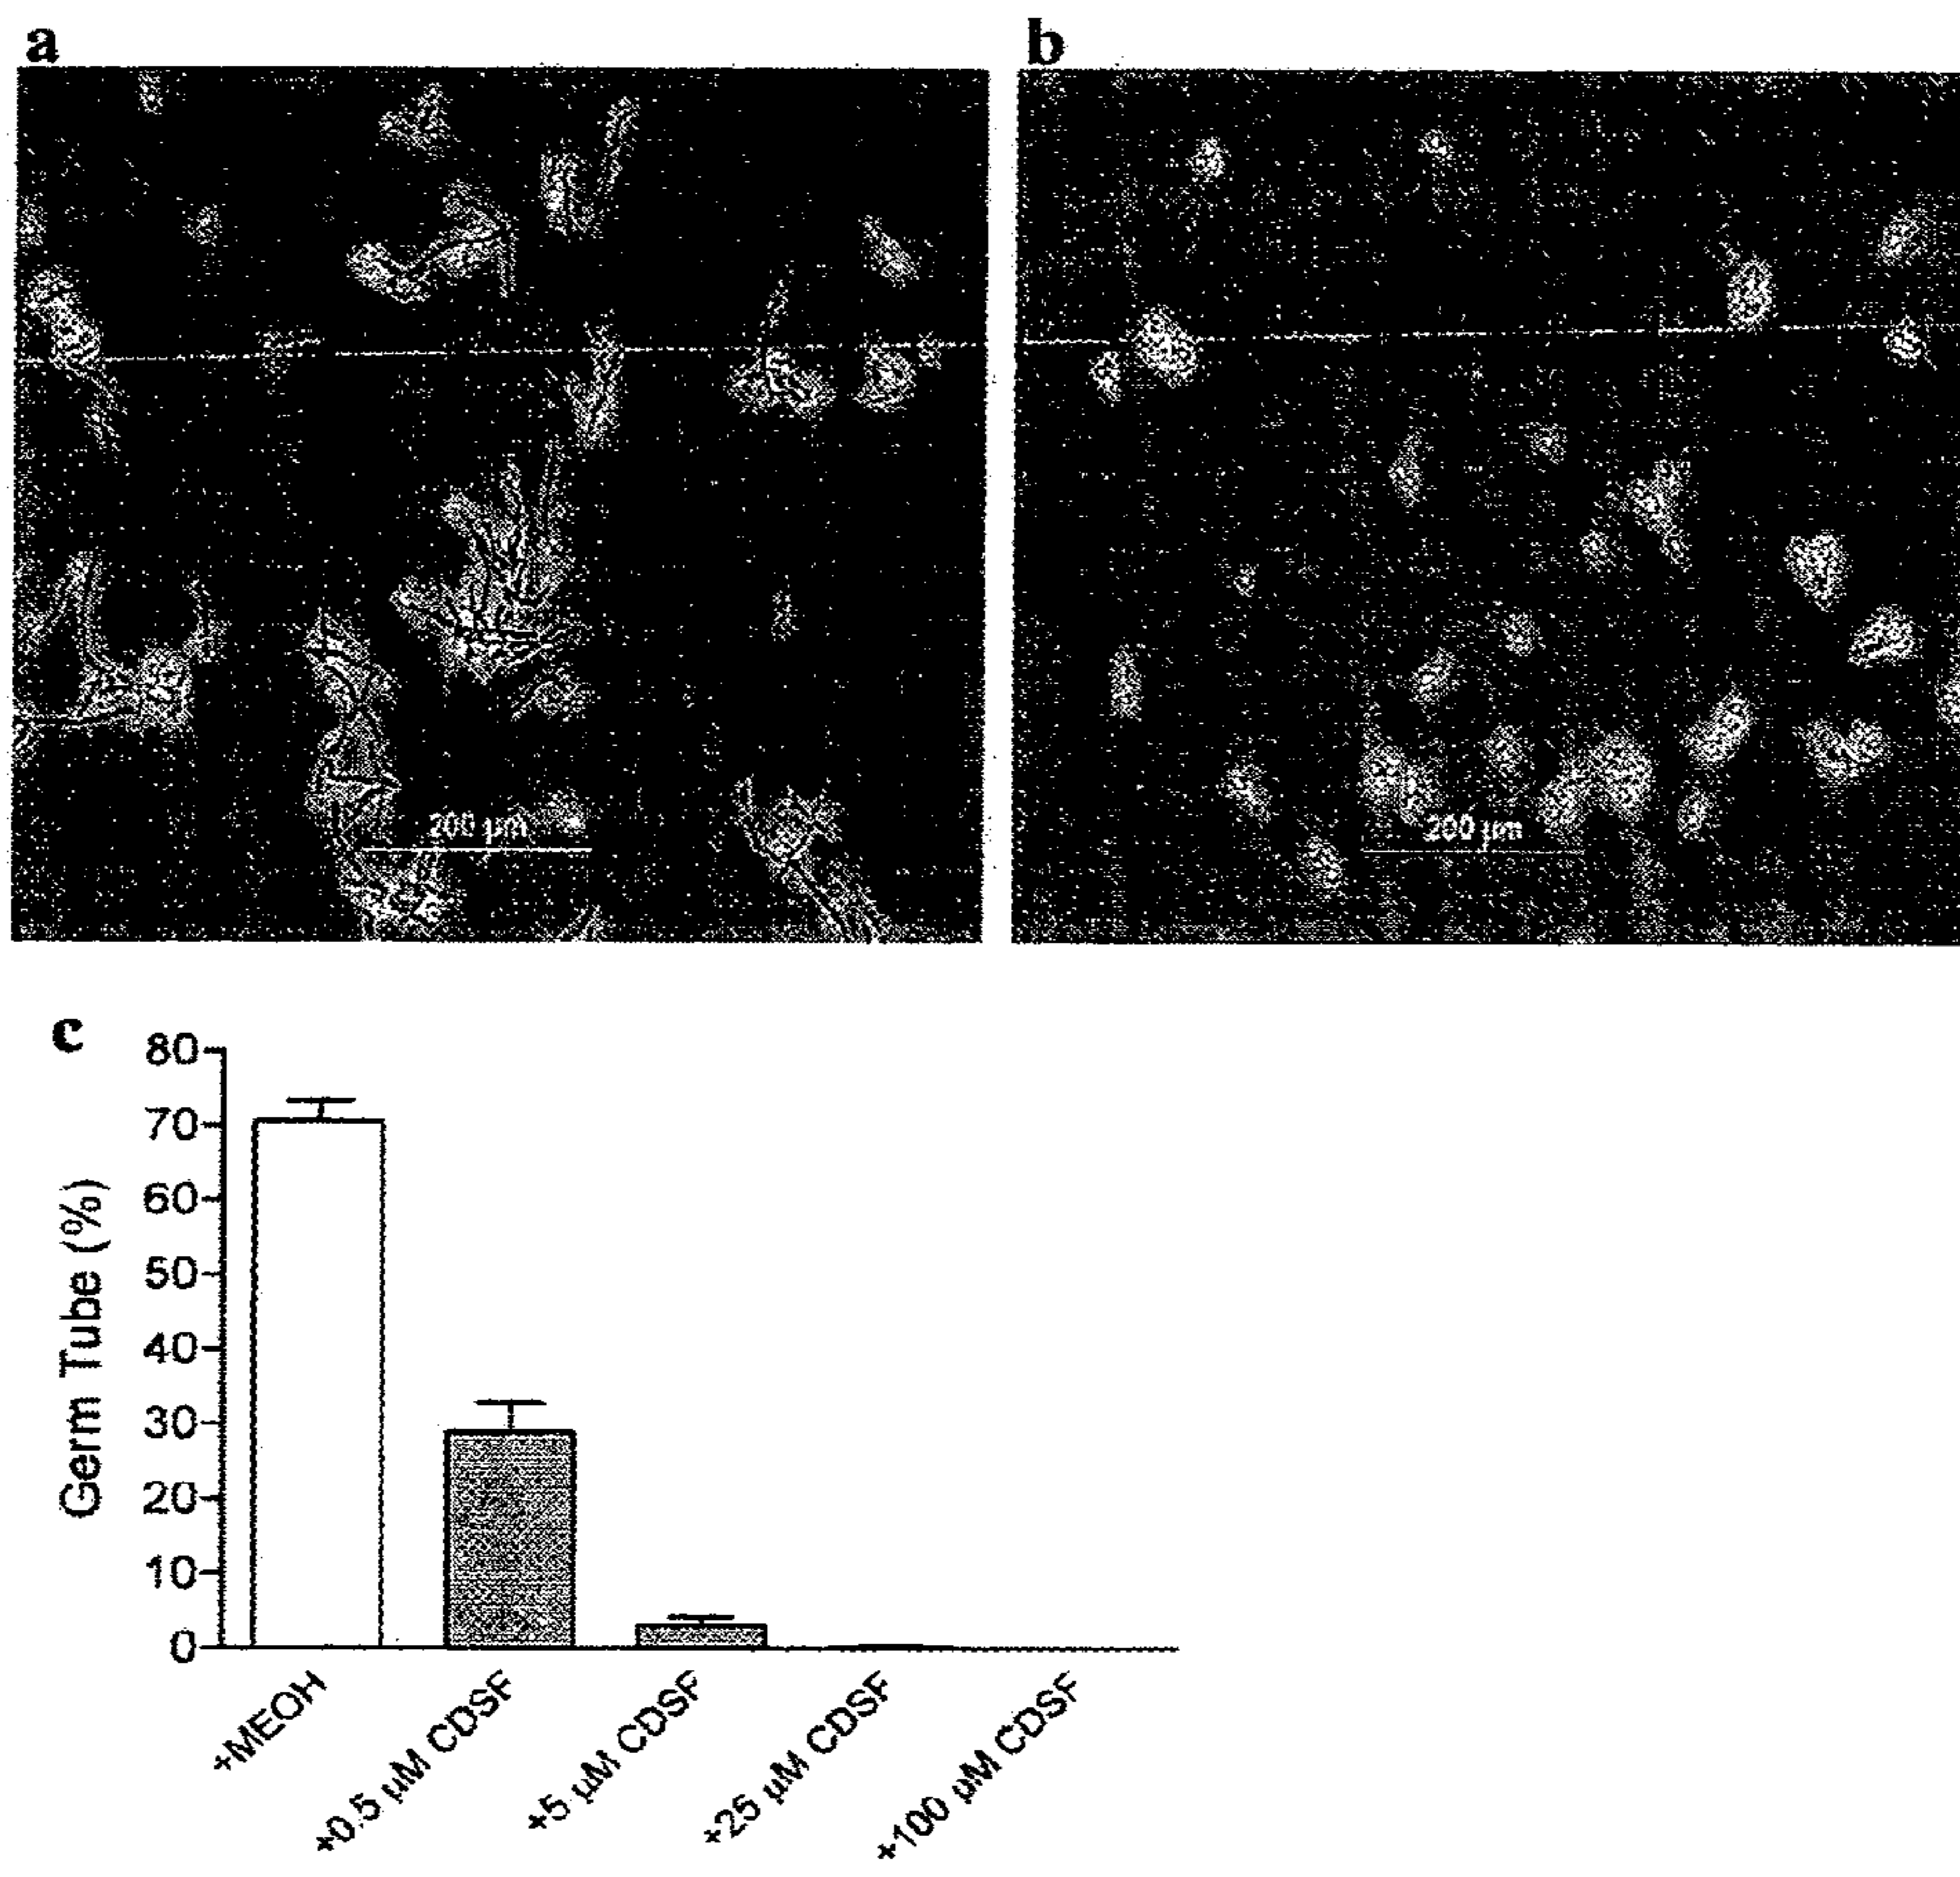 a
b
200 µm
200 µm
c
80
70
60
50
40
30
20
10
0
Germ Tube (%)
+MEOH
+0.5 µM CDSF
+5 µM CDSF
+25 µM CDSF
+100 µM CDSF